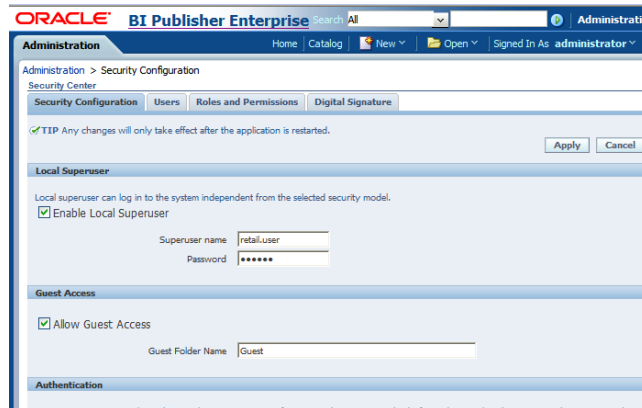 ORACLE BI Publisher Enterprise Search All Administrati
Administration Home Catalog New Open Signed In As administrator
Administration > Security Configuration
Security Center
Security Configuration Users Roles and Permissions Digital Signature
TIP Any changes will only take effect after the application is restarted.
Apply Cancel
Local Superuser
Local superuser can log in to the system independent from the selected security model.
Enable Local Superuser
Superuser name retail.user
Password ••••••
Guest Access
Allow Guest Access
Guest Folder Name Guest
Authentication